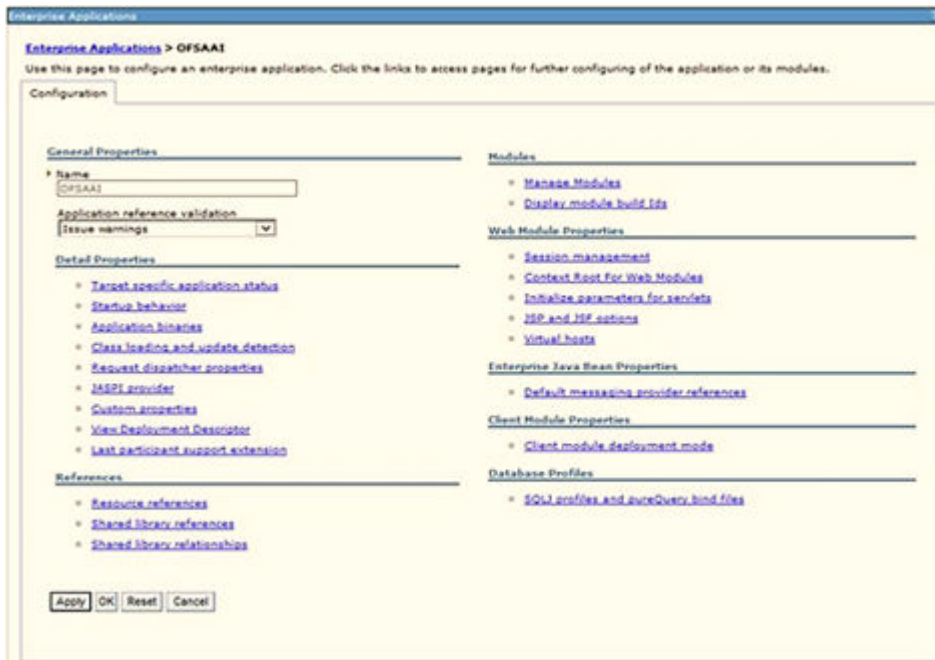 Enterprise Applications
Enterprise Applications > OFSAAI
Use this page to configure an enterprise application. Click the links to access pages for further configuring of the application or its modules.
Configuration
General Properties
Name
OFSAAI
Application reference validation
Issue warnings
Detail Properties
Target specific application status
Startup behavior
Application binaries
Class loading and update detection
Request dispatcher properties
JASPI provider
Custom properties
View Deployment Descriptor
Last participant support extension
References
Resource references
Shared library references
Shared library relationships
Modules
Manage Modules
Display module build Ids
Web Module Properties
Session management
Context Root For Web Modules
Initialize parameters for servlets
JSP and JSF options
Virtual hosts
Enterprise Java Bean Properties
Default messaging provider references
Client Module Properties
Client module deployment mode
Database Profiles
SQLJ profiles and pureQuery bind files
Apply OK Reset Cancel